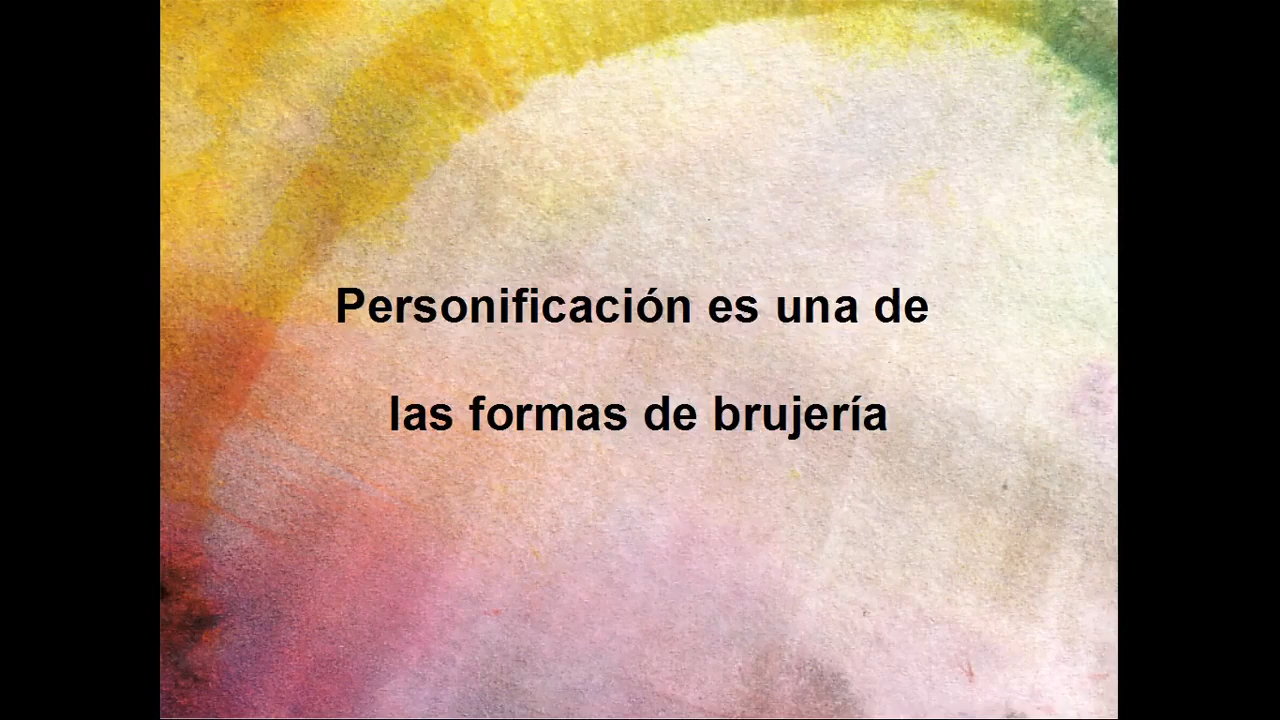 Personificación es una de
las formas de brujería